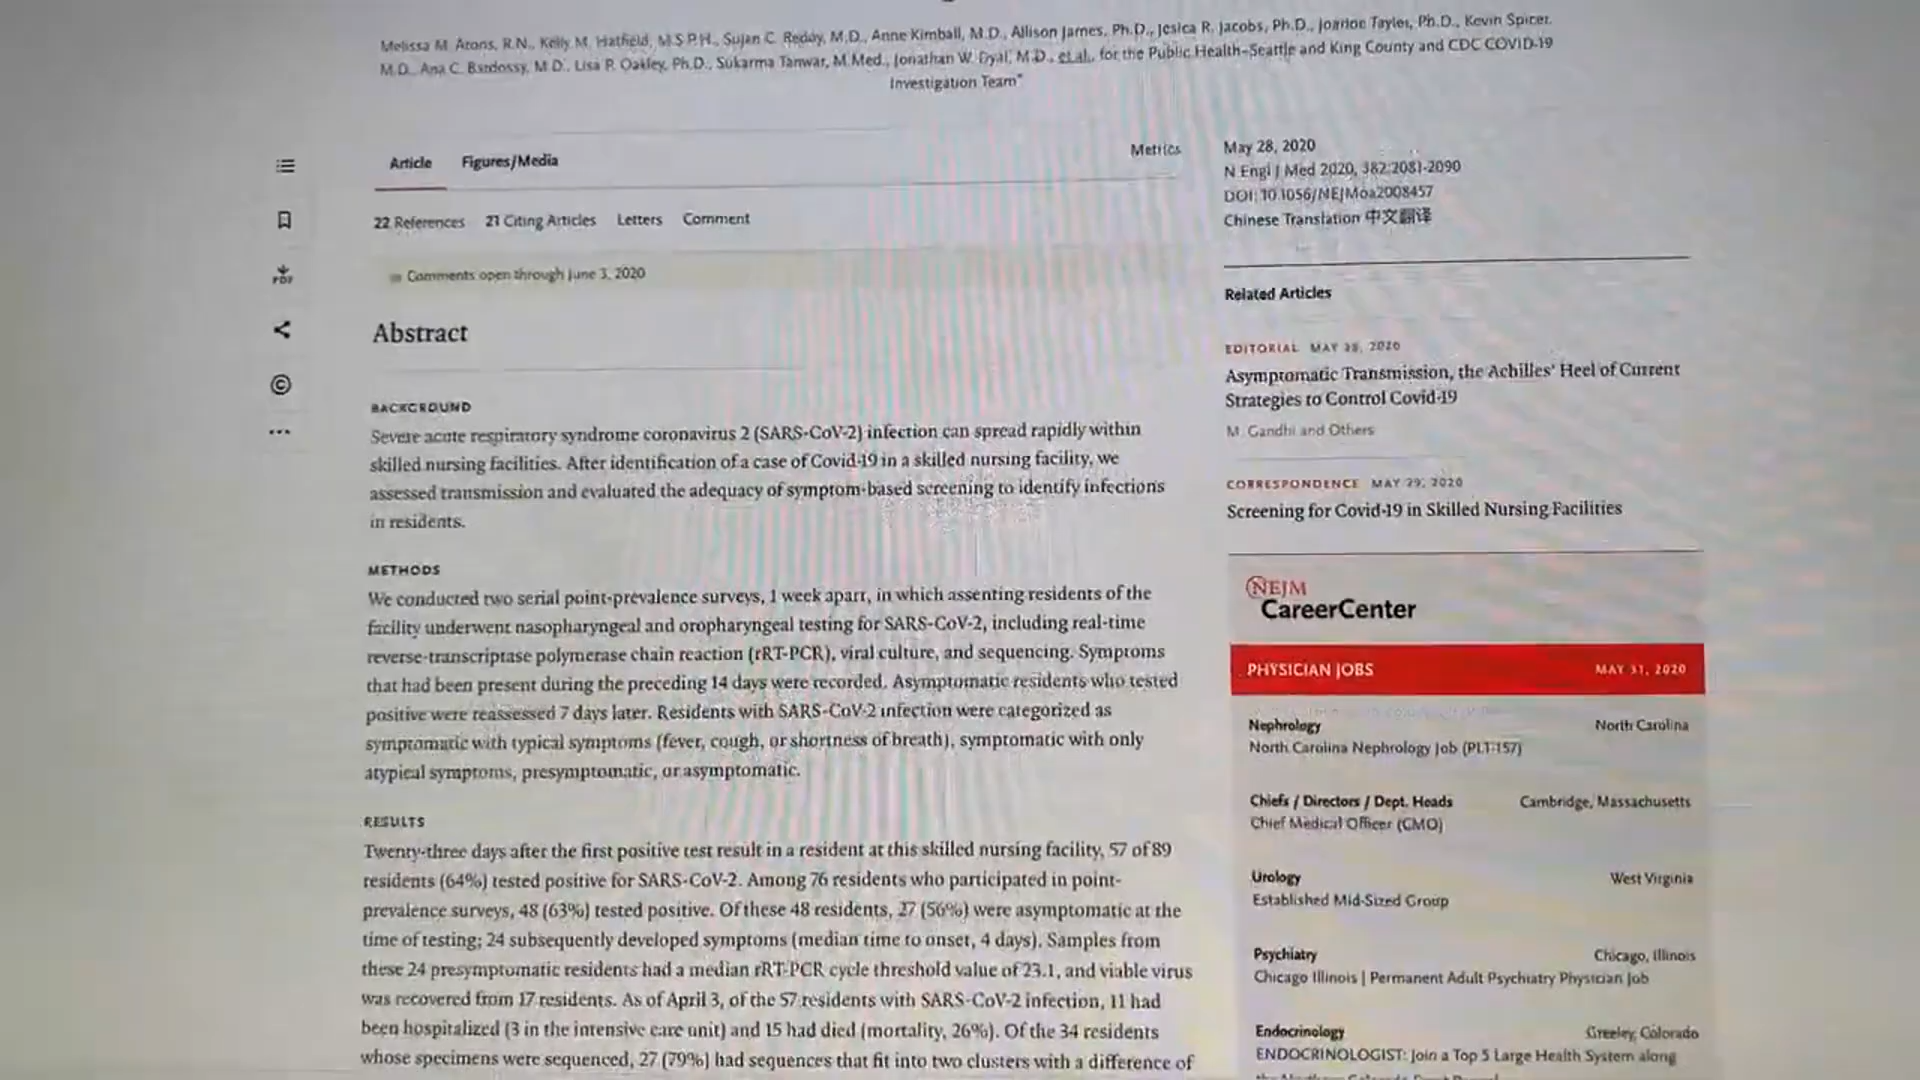 Melissa M. Arons, R.N., Kelly M. Hatfield, M.S.P.H., Sujan C. Reddy, M.D., Anne Kimball, M.D., Allison James, Ph.D., Jesica R. Jacobs, Ph.D., Joanne Taylor, Ph.D., Kevin Spicer,
M.D., Ana C. Bardossy, M.D., Lisa P. Oakley, Ph.D., Sukarma Tanwar, M.Med., Jonathan W. Dyal, M.D., et al., for the Public Health–Seattle and King County and CDC COVID-19
Investigation Team*
Article Figures/Media
Metrics
22 References 21 Citing Articles Letters Comment
Comments open through June 3, 2020
PDF
Abstract
BACKGROUND
Severe acute respiratory syndrome coronavirus 2 (SARS-CoV-2) infection can spread rapidly within
skilled nursing facilities. After identification of a case of Covid-19 in a skilled nursing facility, we
assessed transmission and evaluated the adequacy of symptom-based screening to identify infections
in residents.
METHODS
We conducted two serial point-prevalence surveys, 1 week apart, in which assenting residents of the
facility underwent nasopharyngeal and oropharyngeal testing for SARS-CoV-2, including real-time
reverse-transcriptase polymerase chain reaction (rRT-PCR), viral culture, and sequencing. Symptoms
that had been present during the preceding 14 days were recorded. Asymptomatic residents who tested
positive were reassessed 7 days later. Residents with SARS-CoV-2 infection were categorized as
symptomatic with typical symptoms (fever, cough, or shortness of breath), symptomatic with only
atypical symptoms, presymptomatic, or asymptomatic.
RESULTS
Twenty-three days after the first positive test result in a resident at this skilled nursing facility, 57 of 89
residents (64%) tested positive for SARS-CoV-2. Among 76 residents who participated in point-
prevalence surveys, 48 (63%) tested positive. Of these 48 residents, 27 (56%) were asymptomatic at the
time of testing; 24 subsequently developed symptoms (median time to onset, 4 days). Samples from
these 24 presymptomatic residents had a median rRT-PCR cycle threshold value of 23.1, and viable virus
was recovered from 17 residents. As of April 3, of the 57 residents with SARS-CoV-2 infection, 11 had
been hospitalized (3 in the intensive care unit) and 15 had died (mortality, 26%). Of the 34 residents
whose specimens were sequenced, 27 (79%) had sequences that fit into two clusters with a difference of
May 28, 2020
N Engl J Med 2020; 382:2081-2090
DOI: 10.1056/NEJMoa2008457
Chinese Translation 中文翻译
Related Articles
EDITORIAL MAY 28, 2020
Asymptomatic Transmission, the Achilles' Heel of Current
Strategies to Control Covid-19
M. Gandhi and Others
CORRESPONDENCE MAY 29, 2020
Screening for Covid-19 in Skilled Nursing Facilities
NEJM
CareerCenter
PHYSICIAN JOBS MAY 31, 2020
Nephrology North Carolina
North Carolina Nephrology Job (PLT-157)
Chiefs / Directors / Dept. Heads Cambridge, Massachusetts
Chief Medical Officer (CMO)
Urology West Virginia
Established Mid-Sized Group
Psychiatry Chicago, Illinois
Chicago Illinois | Permanent Adult Psychiatry Physician Job
Endocrinology Greeley, Colorado
ENDOCRINOLOGIST: Join a Top 5 Large Health System along